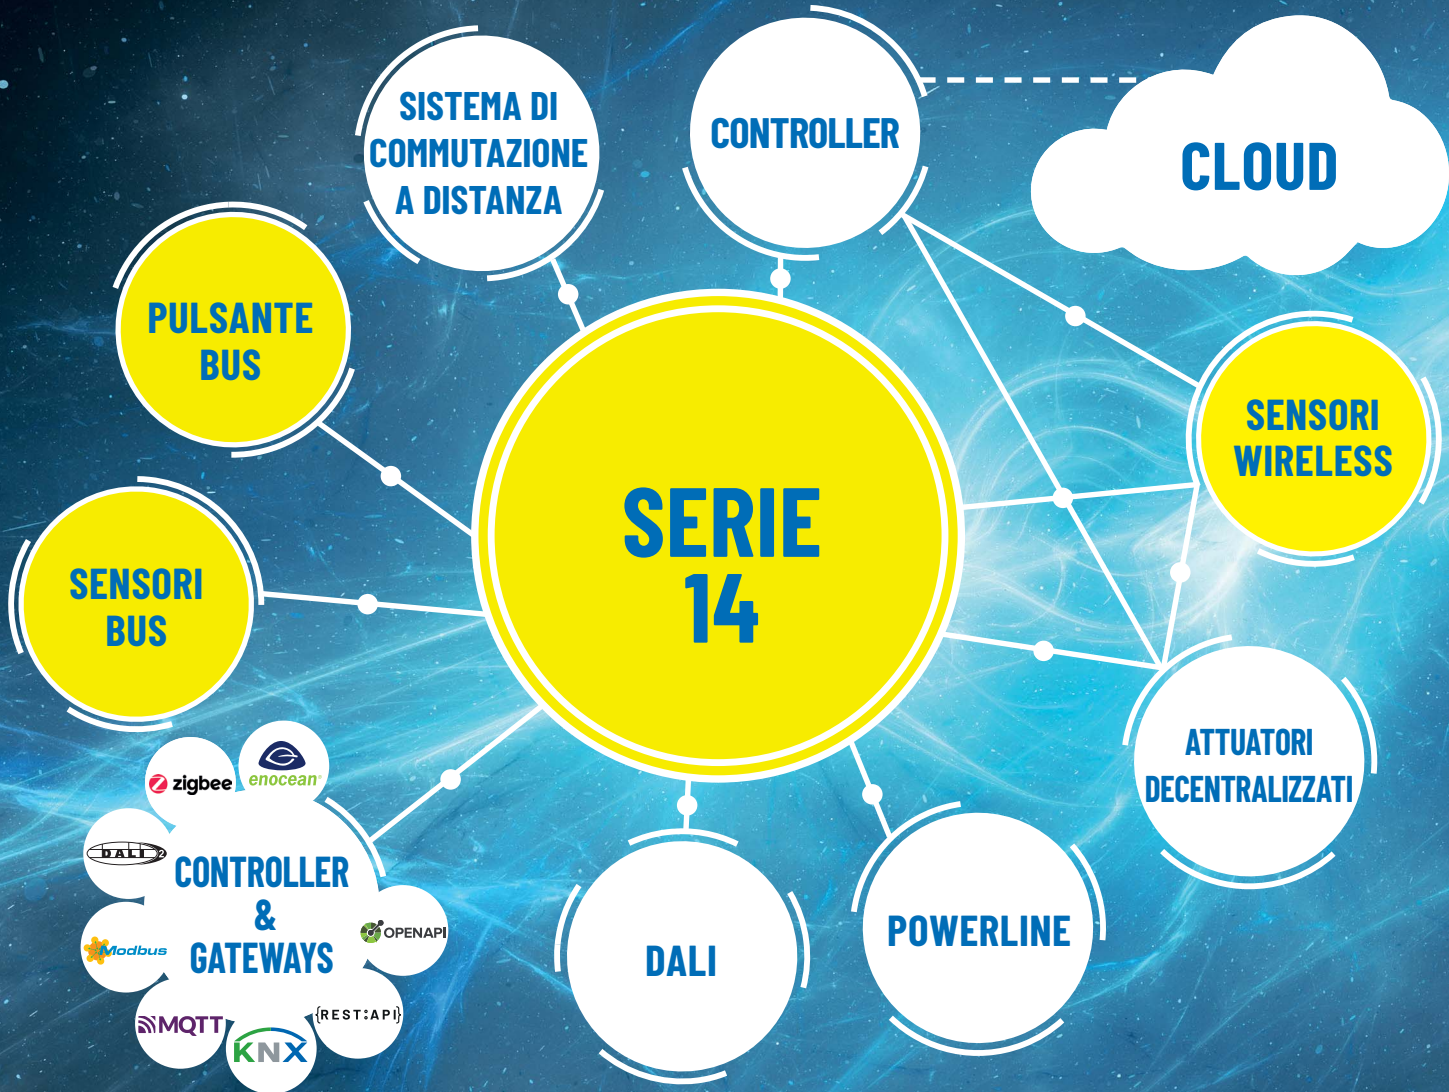 SISTEMA DI
COMMUTAZIONE
A DISTANZA
CONTROLLER
CLOUD
PULSANTE
BUS
SENSORI
WIRELESS
SERIE
14
SENSORI
BUS
ATTUATORI
DECENTRALIZZATI
zigbee
enocean®
DALI 2
CONTROLLER
&
GATEWAYS
OPENAPI
Modbus
MQTT
{REST:API}
KNX
DALI
POWERLINE